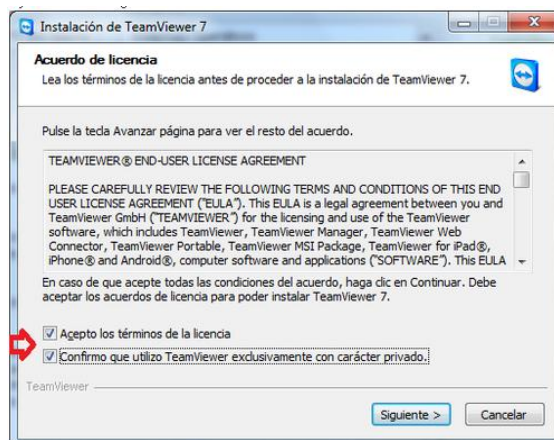 Instalación de TeamViewer 7
Acuerdo de licencia
Lea los términos de la licencia antes de proceder a la instalación de TeamViewer 7.
Pulse la tecla Avanzar página para ver el resto del acuerdo.
TEAMVIEWER® END-USER LICENSE AGREEMENT
PLEASE CAREFULLY REVIEW THE FOLLOWING TERMS AND CONDITIONS OF THIS END
USER LICENSE AGREEMENT ("EULA"). This EULA is a legal agreement between you and
TeamViewer GmbH ("TEAMVIEWER") for the licensing and use of the TeamViewer
software, which includes TeamViewer, TeamViewer Manager, TeamViewer Web
Connector, TeamViewer Portable, TeamViewer MSI Package, TeamViewer for iPad®,
iPhone® and Android®, computer software and applications ("SOFTWARE"). This EULA
En caso de que acepte todas las condiciones del acuerdo, haga clic en Continuar. Debe
aceptar los acuerdos de licencia para poder instalar TeamViewer 7.
Acepto los términos de la licencia
Confirmo que utilizo TeamViewer exclusivamente con carácter privado.
TeamViewer
Siguiente >
Cancelar